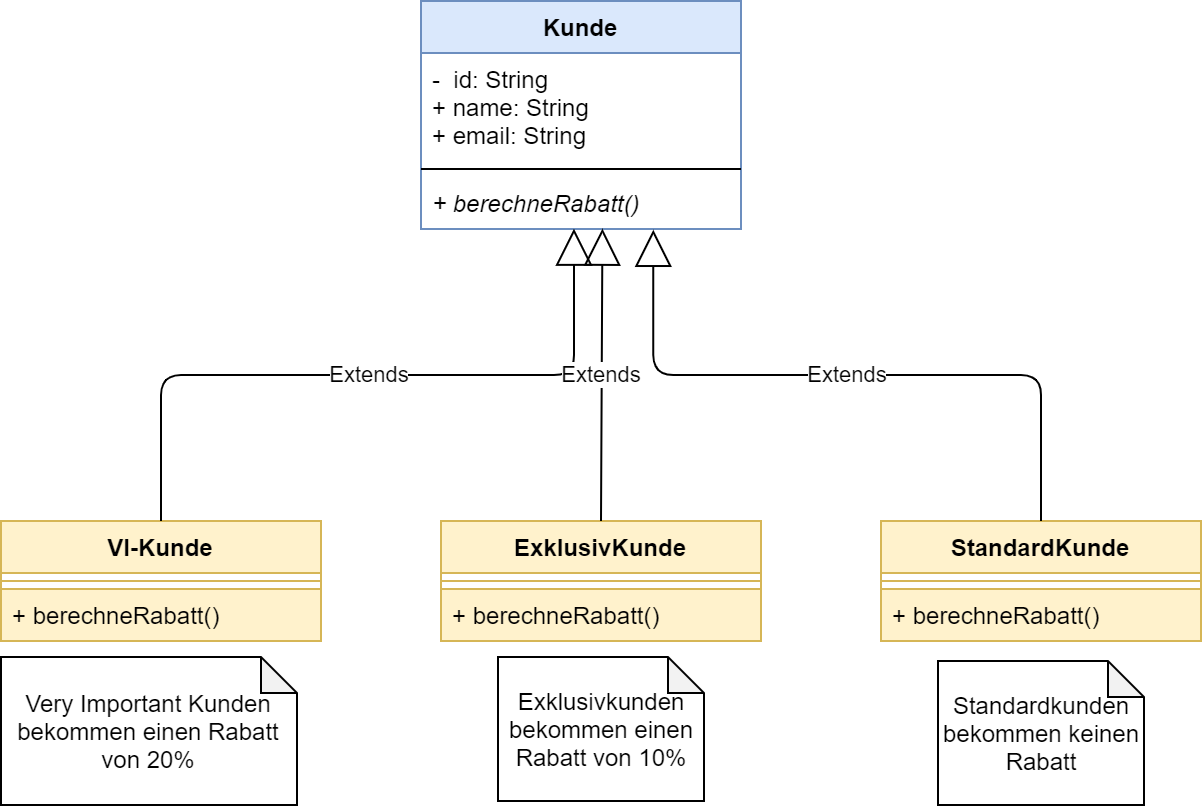 Kunde
- id: String
+ name: String
+ email: String
+ berechneRabatt()
Extends
Extends
Extends
VI-Kunde
+ berechneRabatt()
ExklusivKunde
+ berechneRabatt()
StandardKunde
+ berechneRabatt()
Very Important Kunden
bekommen einen Rabatt
von 20%
Exklusivkunden
bekommen einen
Rabatt von 10%
Standardkunden
bekommen keinen
Rabatt